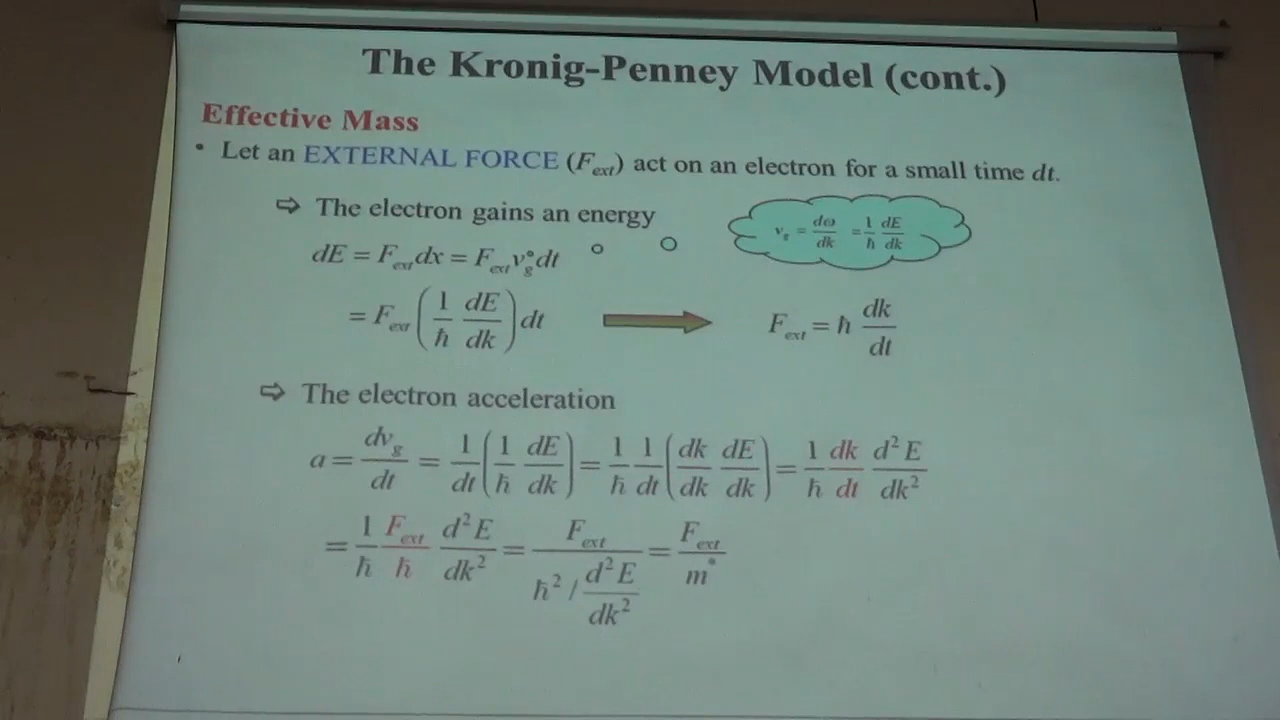 The Kronig-Penney Model (cont.)
Effective Mass
• Let an EXTERNAL FORCE (F_ext) act on an electron for a small time dt.
⇨ The electron gains an energy
v_g = dω/dk = 1/ħ dE/dk
dE = F_ext dx = F_ext v_g dt
= F_ext (1/ħ dE/dk) dt
F_ext = ħ dk/dt
⇨ The electron acceleration
a = dv_g/dt = 1/dt (1/ħ dE/dk) = 1/ħ 1/dt (dk/dk dE/dk) = 1/ħ dk/dt d²E/dk²
= 1/ħ F_ext/ħ d²E/dk² = F_ext/(ħ² / d²E/dk²) = F_ext/m*